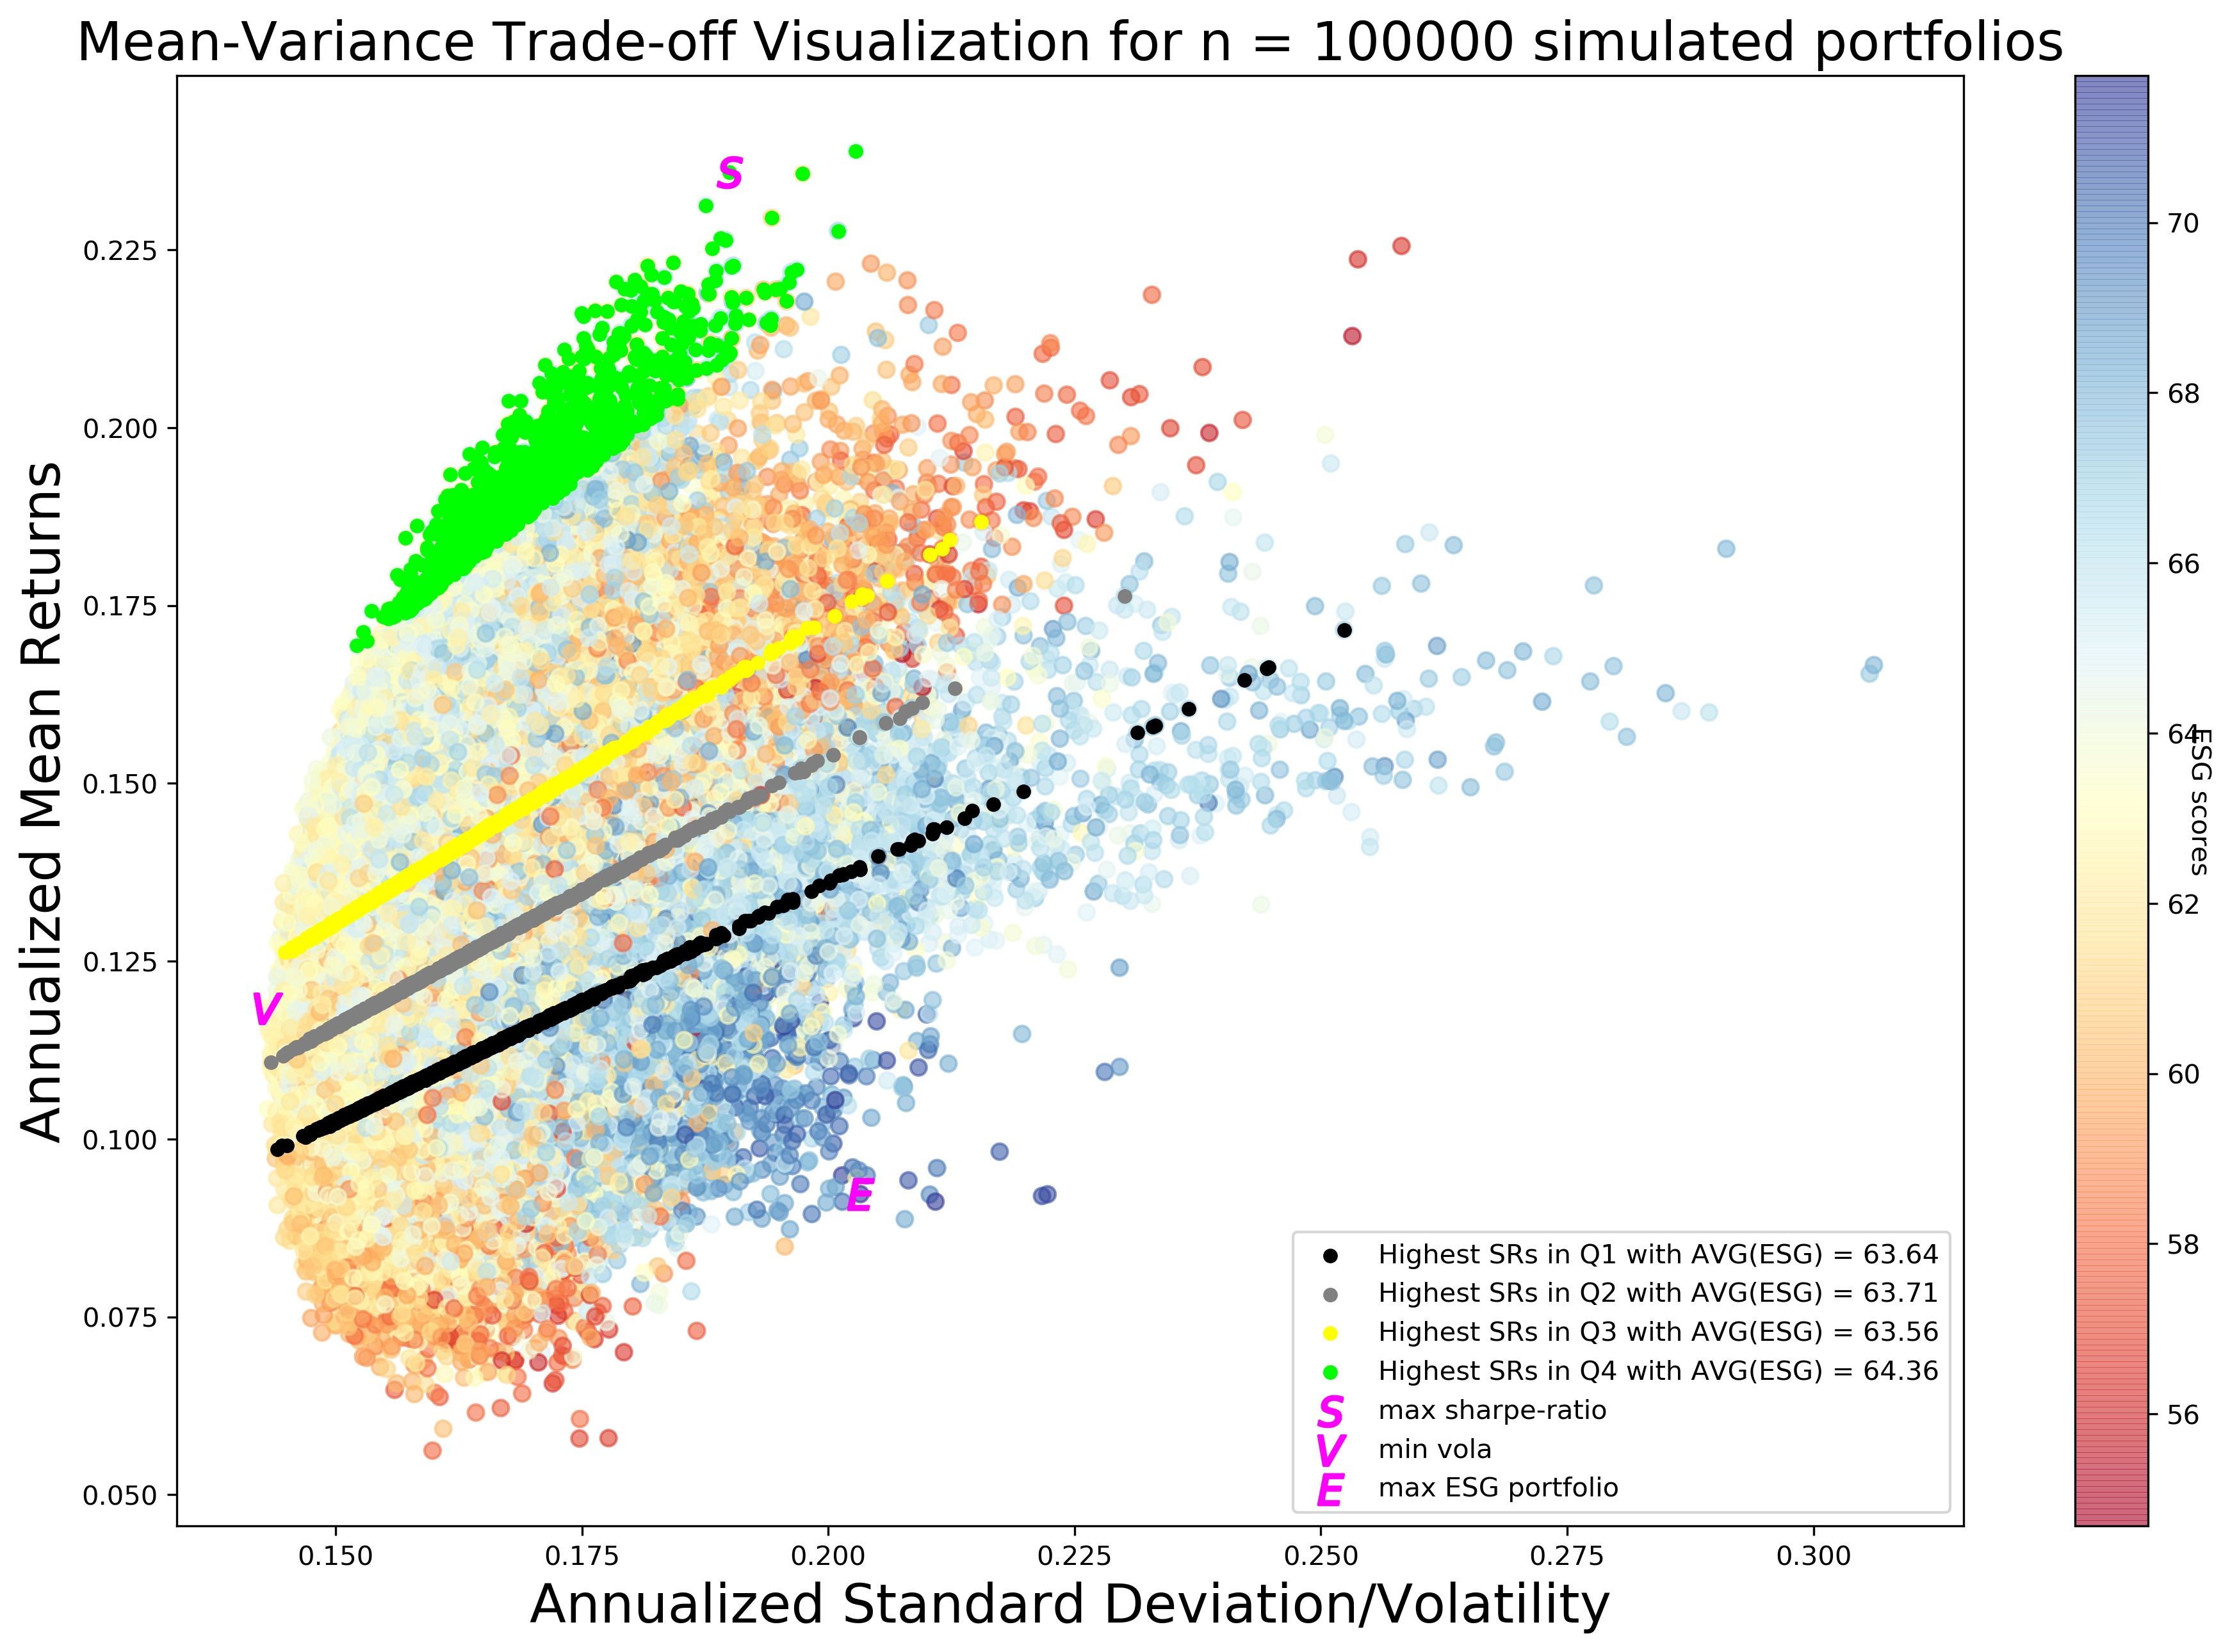 Mean-Variance Trade-off Visualization for n = 100000 simulated portfolios
Annualized Mean Returns
0.225
0.200
0.175
0.150
0.125
0.100
0.075
0.050
S
V
E
Highest SRs in Q1 with AVG(ESG) = 63.64
Highest SRs in Q2 with AVG(ESG) = 63.71
Highest SRs in Q3 with AVG(ESG) = 63.56
Highest SRs in Q4 with AVG(ESG) = 64.36
S max sharpe-ratio
V min vola
E max ESG portfolio
0.150 0.175 0.200 0.225 0.250 0.275 0.300
Annualized Standard Deviation/Volatility
70
68
66
64
62
60
58
56
ESG scores